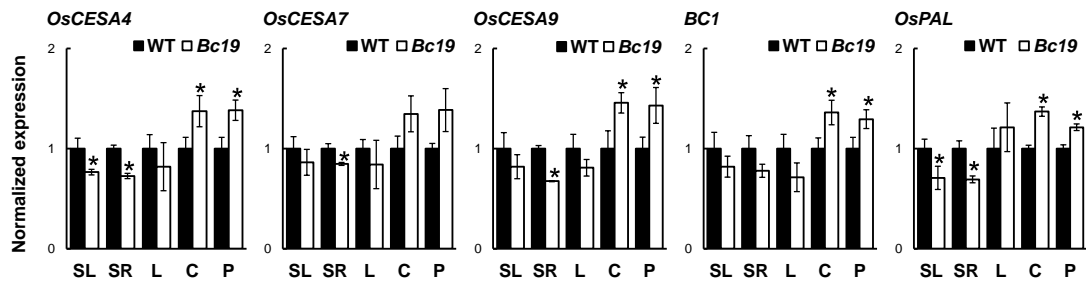 OsCESA4 OsCESA7 OsCESA9 BC1 OsPAL
WT Bc19 WT Bc19 WT Bc19 WT Bc19 WT Bc19
Normalized expression
2 2 2 2 2
* * * * * * * * * * * * * *
1 1 1 1 1
0 0 0 0 0
SL SR L C P SL SR L C P SL SR L C P SL SR L C P SL SR L C P